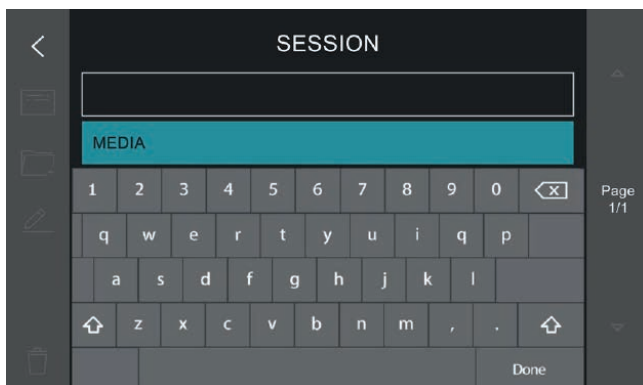 SESSION
MEDIA
1 2 3 4 5 6 7 8 9 0
Page
1/1
q w e r t y u i q p
a s d f g h j k l
z x c v b n m , .
Done